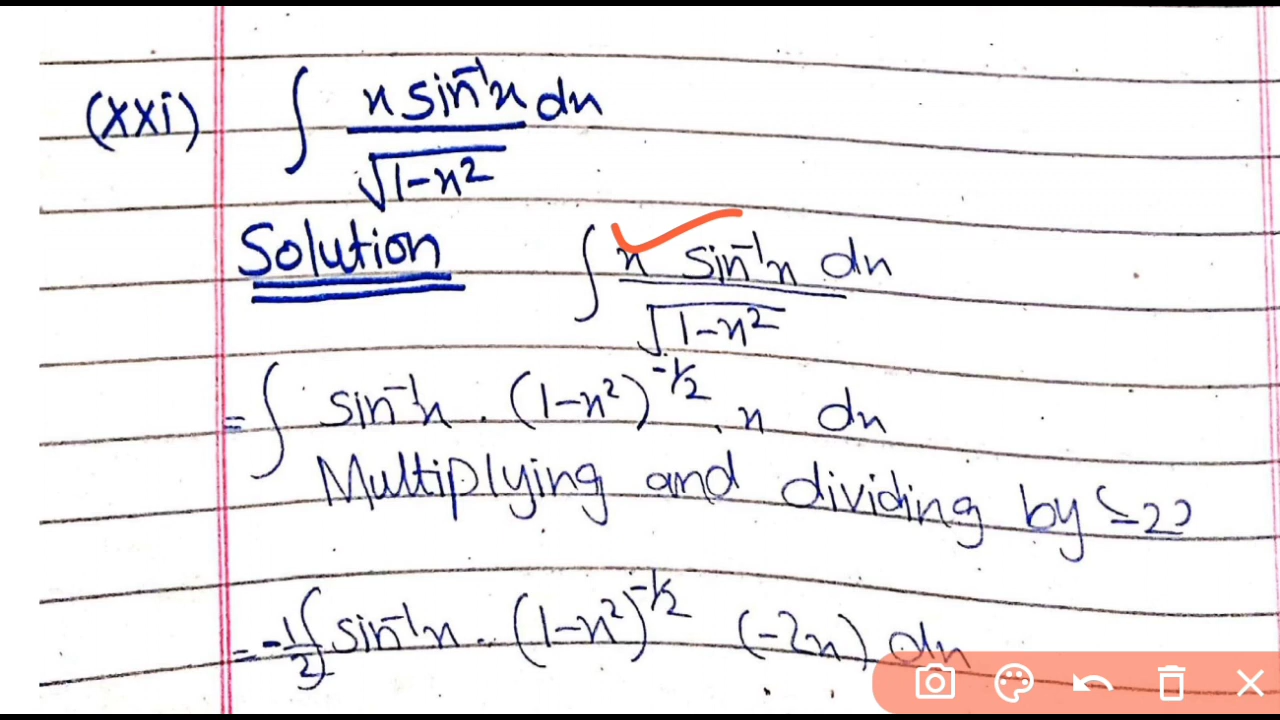 (xxi) ∫ x sin⁻¹x dx
√1-x²
Solution ∫ x sin⁻¹x dx
√1-x²
= ∫ sin⁻¹x . (1-x²)^-1/2 . x dx
Multiplying and dividing by "-2"
= -1/2 ∫ sin⁻¹x . (1-x²)^-1/2 (-2x) dx